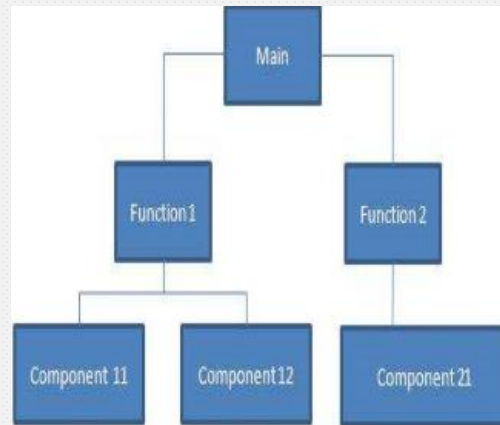 Main
Function 1
Function 2
Component 11
Component 12
Component 21